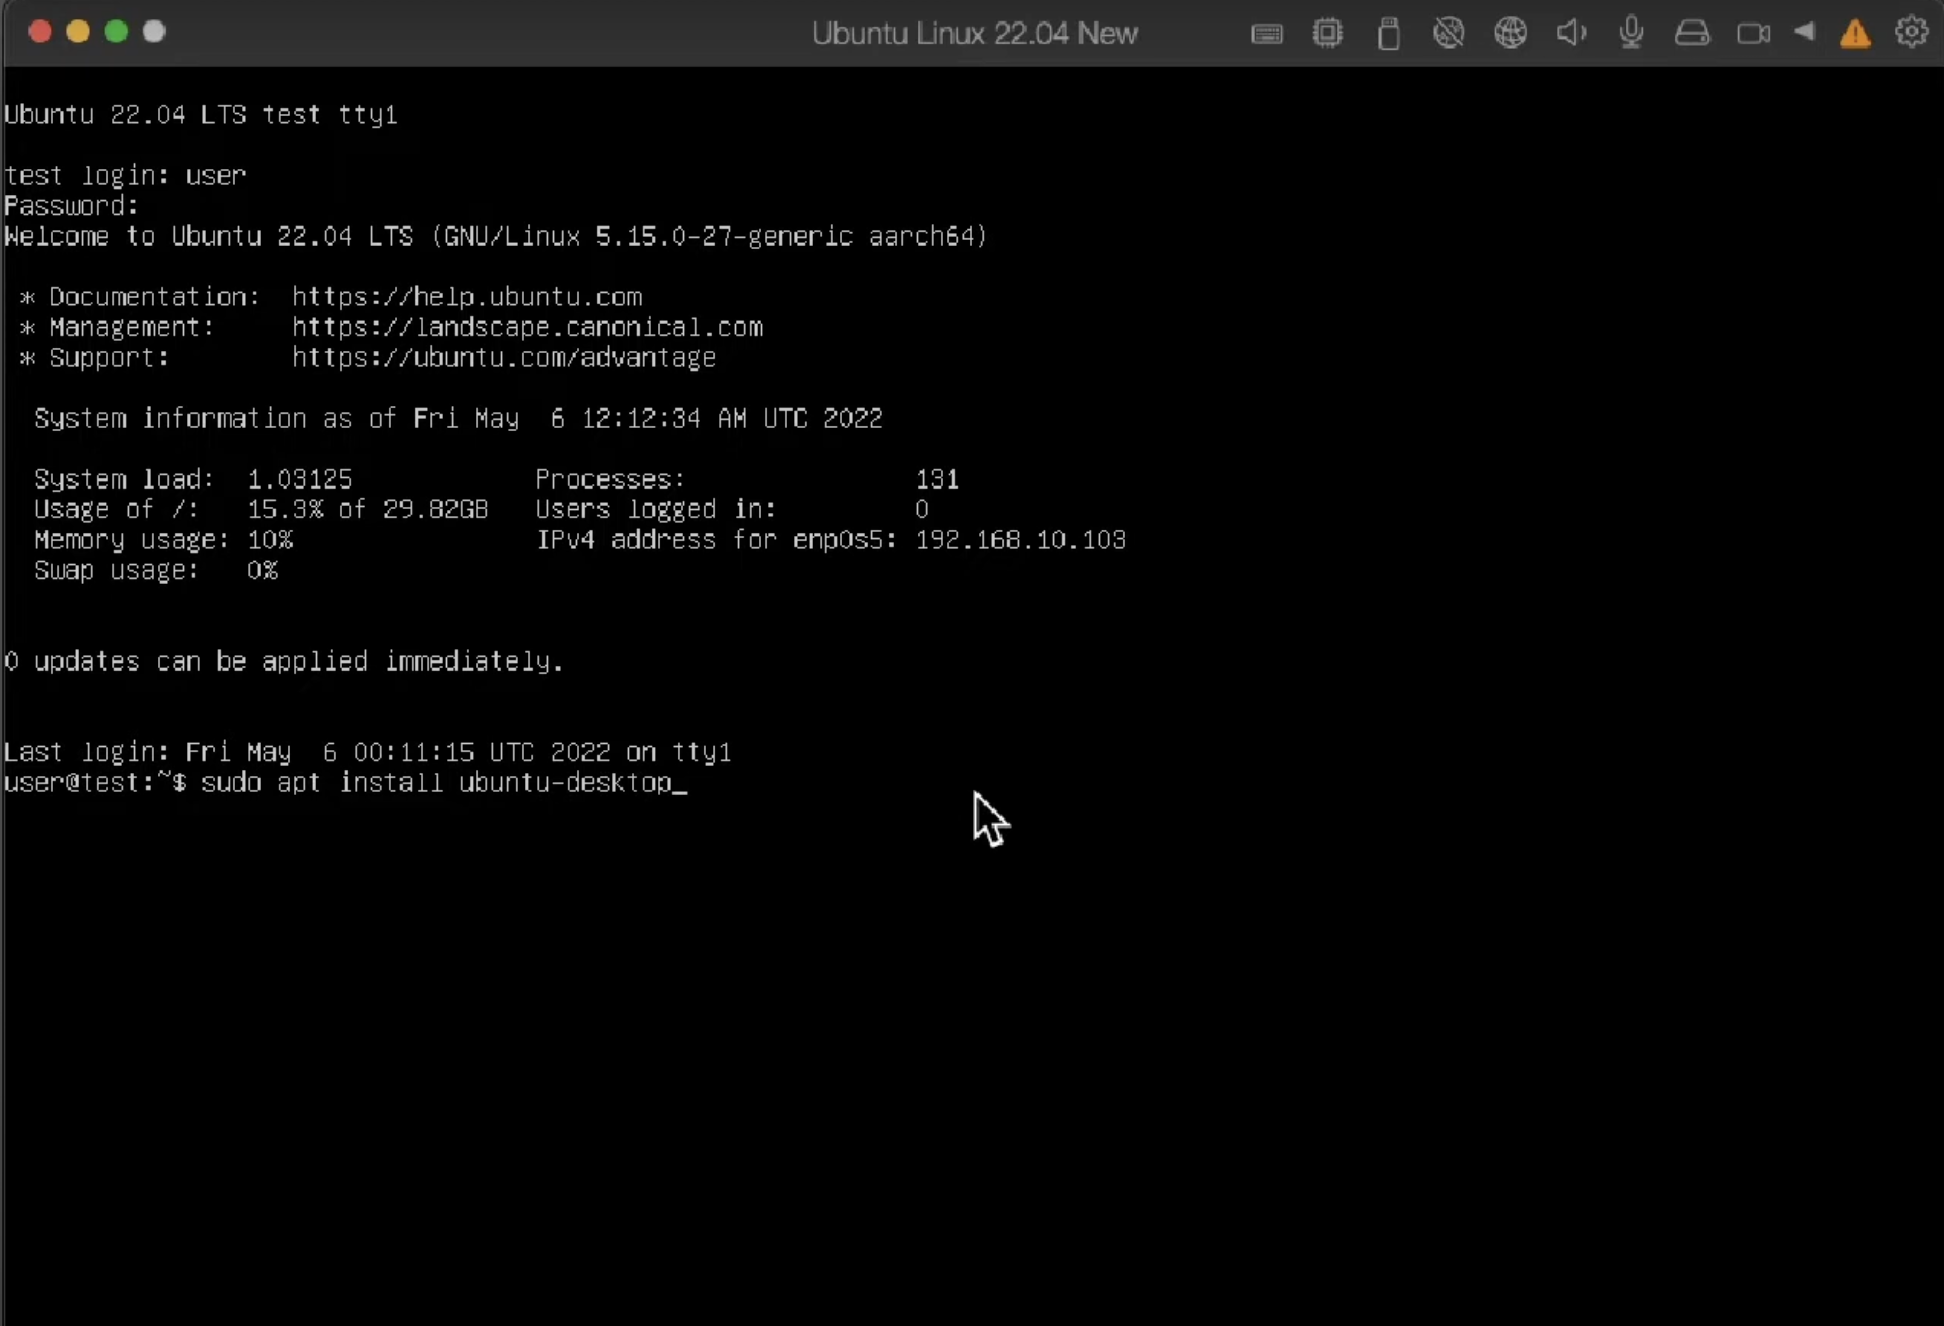 Ubuntu Linux 22.04 New
Ubuntu 22.04 LTS test tty1
test login: user
Password:
Welcome to Ubuntu 22.04 LTS (GNU/Linux 5.15.0-27-generic aarch64)
* Documentation:  https://help.ubuntu.com
* Management:     https://landscape.canonical.com
* Support:        https://ubuntu.com/advantage
System information as of Fri May  6 12:12:34 AM UTC 2022
System load:  1.03125            Processes:               131
Usage of /:   15.3% of 29.82GB   Users logged in:         0
Memory usage: 10%                IPv4 address for enp0s5: 192.168.10.103
Swap usage:   0%
0 updates can be applied immediately.
Last login: Fri May  6 00:11:15 UTC 2022 on tty1
user@test:~$ sudo apt install ubuntu-desktop_